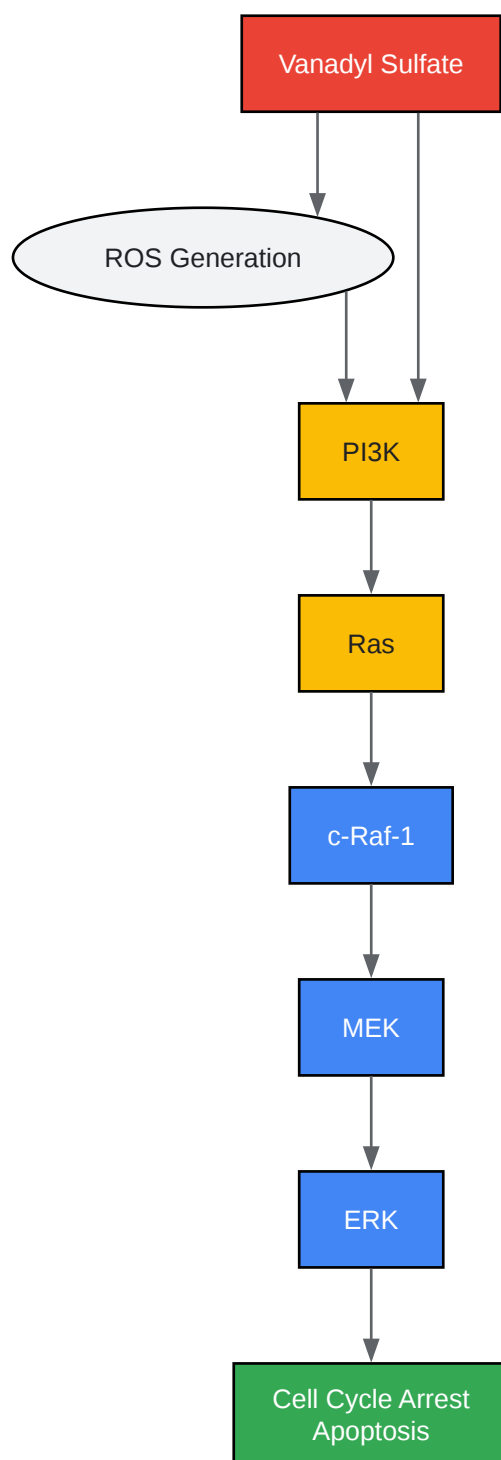 Vanadyl Sulfate
ROS Generation
PI3K
Ras
c-Raf-1
MEK
ERK
Cell Cycle Arrest
Apoptosis